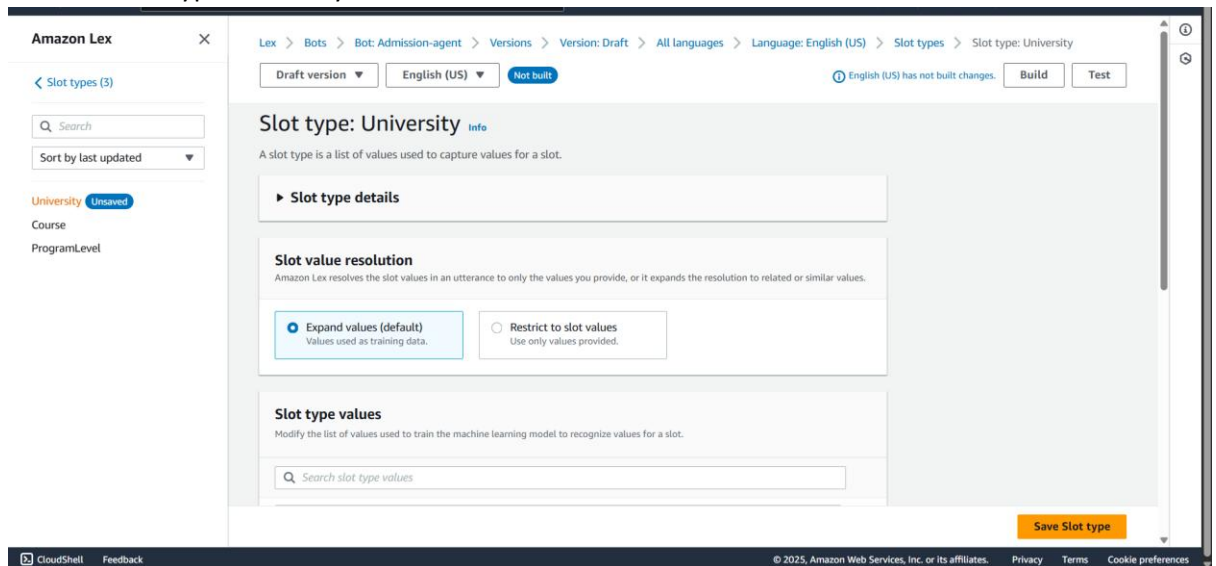 Amazon Lex
Slot types (3)
Search
Sort by last updated
University Unsaved
Course
ProgramLevel
Lex > Bots > Bot: Admission-agent > Versions > Version: Draft > All languages > Language: English (US) > Slot types > Slot type: University
Draft version English (US) Not built English (US) has not built changes. Build Test
Slot type: University Info
A slot type is a list of values used to capture values for a slot.
Slot type details
Slot value resolution
Amazon Lex resolves the slot values in an utterance to only the values you provide, or it expands the resolution to related or similar values.
Expand values (default)
Values used as training data.
Restrict to slot values
Use only values provided.
Slot type values
Modify the list of values used to train the machine learning model to recognize values for a slot.
Search slot type values
Save Slot type
CloudShell Feedback © 2025, Amazon Web Services, Inc. or its affiliates. Privacy Terms Cookie preferences